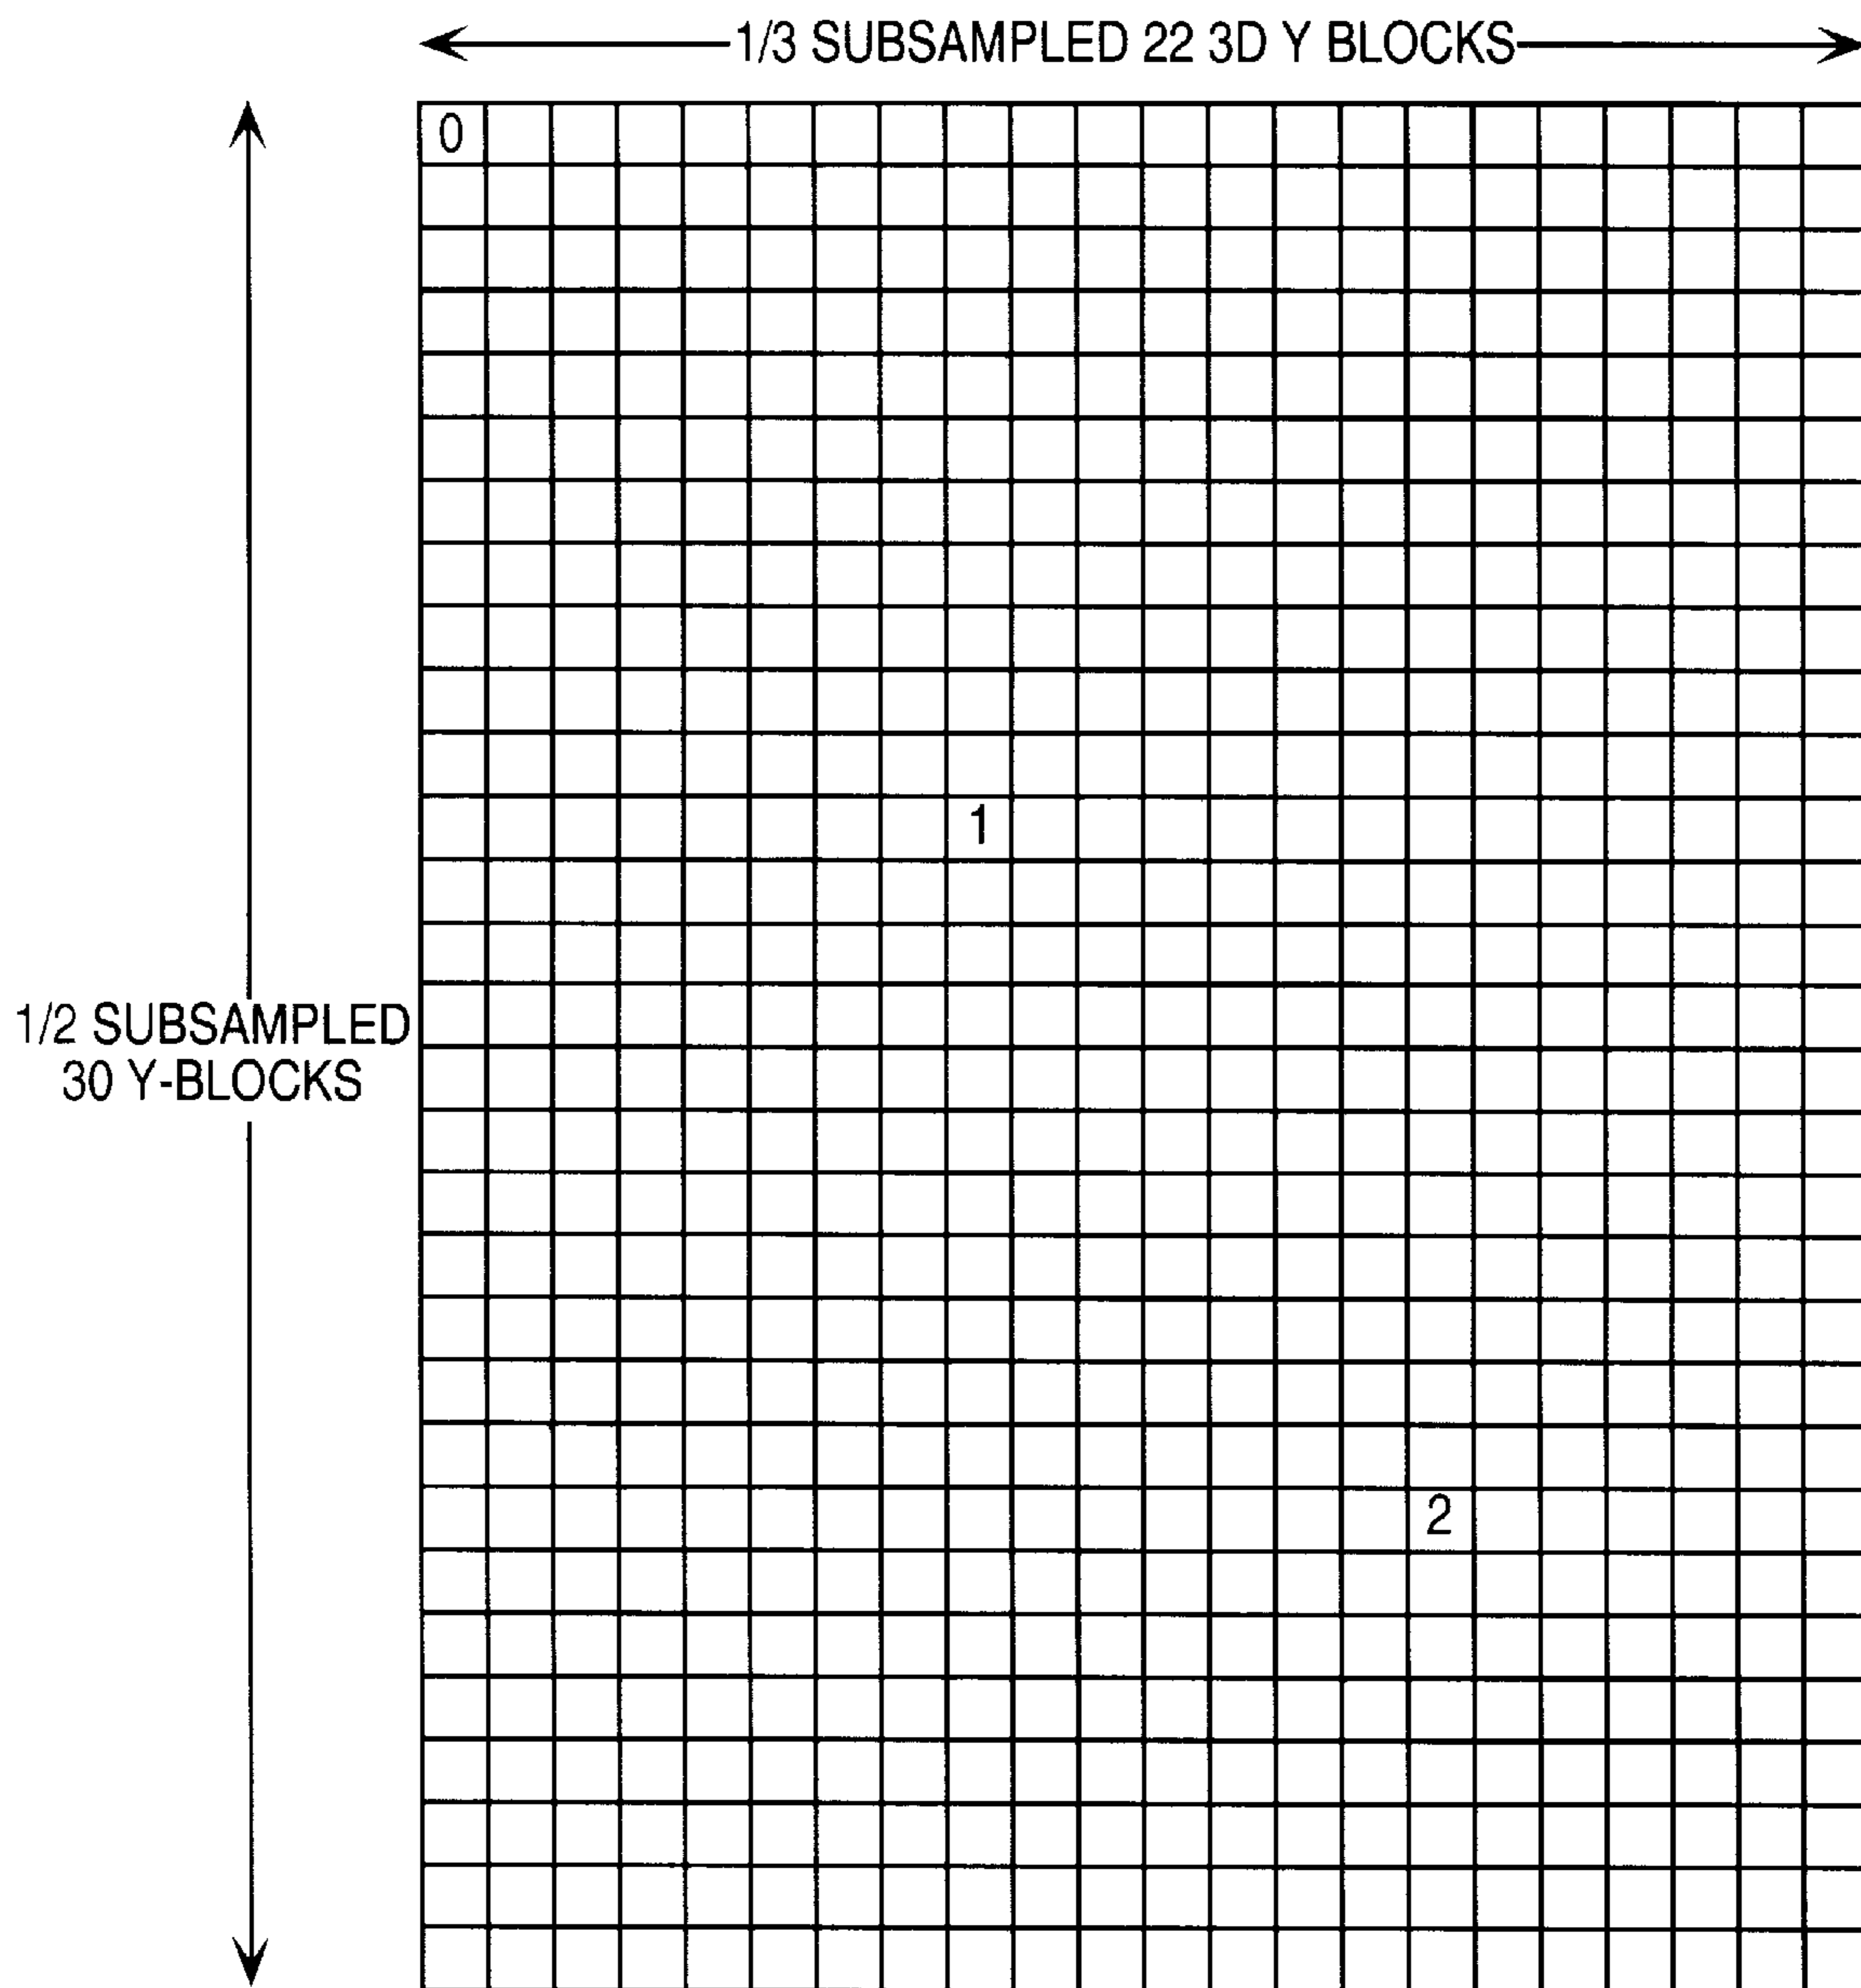 1/3 SUBSAMPLED 22 3D Y BLOCKS
0
1
1/2 SUBSAMPLED
30 Y-BLOCKS
2